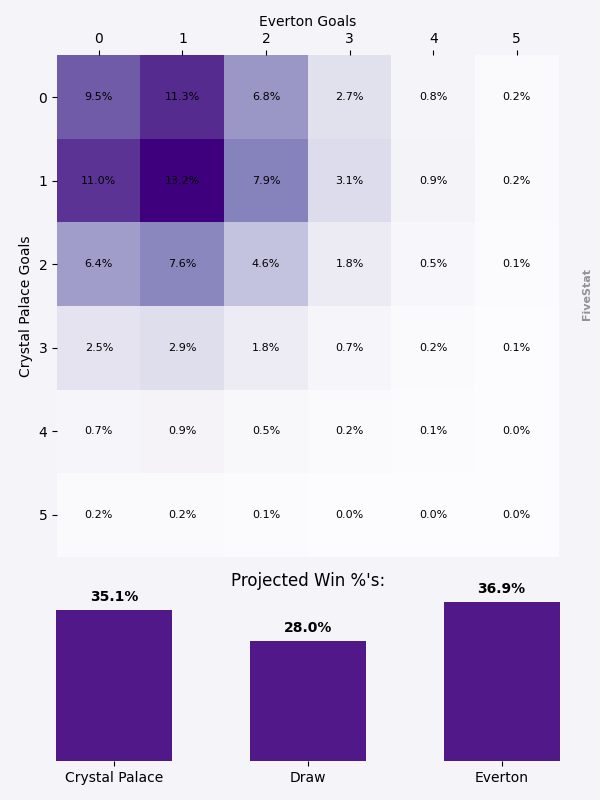 Everton Goals
0 1 2 3 4 5
0 9.5% 11.3% 6.8% 2.7% 0.8% 0.2%
1 11.0% 13.2% 7.9% 3.1% 0.9% 0.2%
2 6.4% 7.6% 4.6% 1.8% 0.5% 0.1%
3 2.5% 2.9% 1.8% 0.7% 0.2% 0.1%
4 0.7% 0.9% 0.5% 0.2% 0.1% 0.0%
5 0.2% 0.2% 0.1% 0.0% 0.0% 0.0%
Crystal Palace Goals
FiveStat
Projected Win %'s:
35.1% 28.0% 36.9%
Crystal Palace Draw Everton